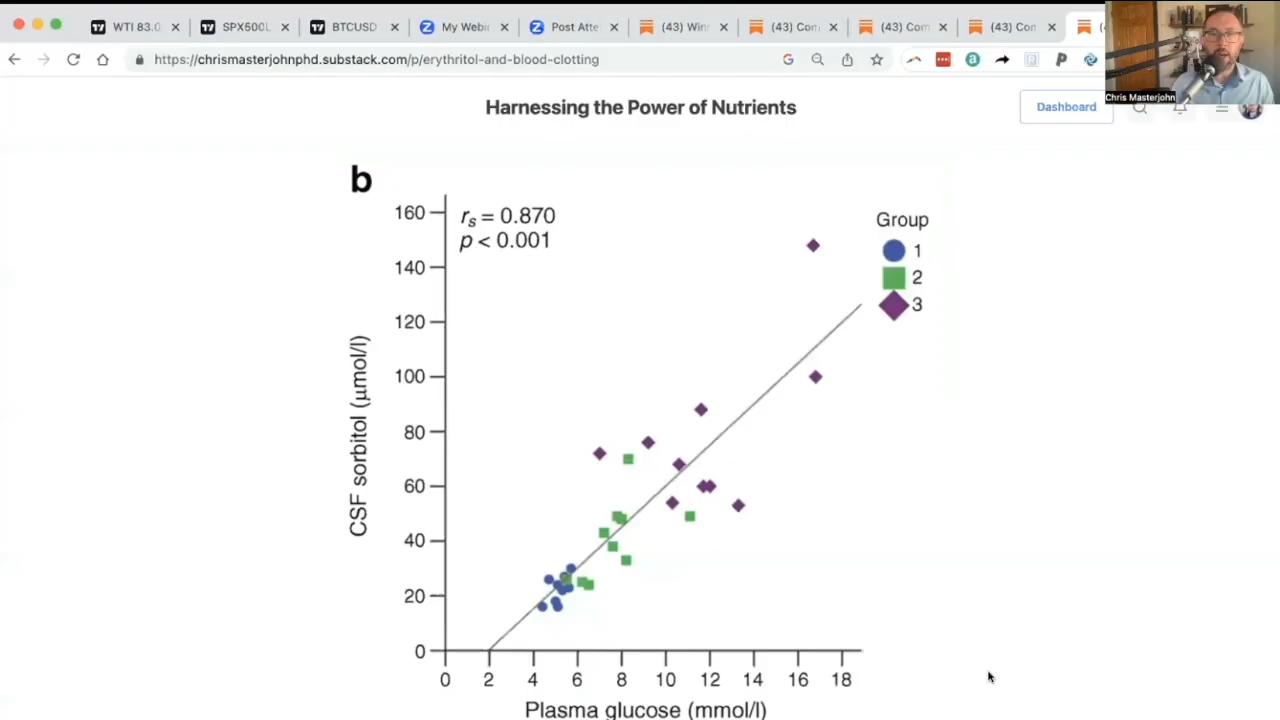 WTI 83.0
SPX500L
BTCUSD
My Webi
Post Atte
(43) Win
(43) Con
(43) Com
(43) Con
https://chrismasterjohnphd.substack.com/p/erythritol-and-blood-clotting
Chris Masterjohn
Harnessing the Power of Nutrients
Dashboard
b
rs = 0.870
p < 0.001
Group
1
2
3
CSF sorbitol (μmol/l)
160
140
120
100
80
60
40
20
0
0 2 4 6 8 10 12 14 16 18
Plasma glucose (mmol/l)